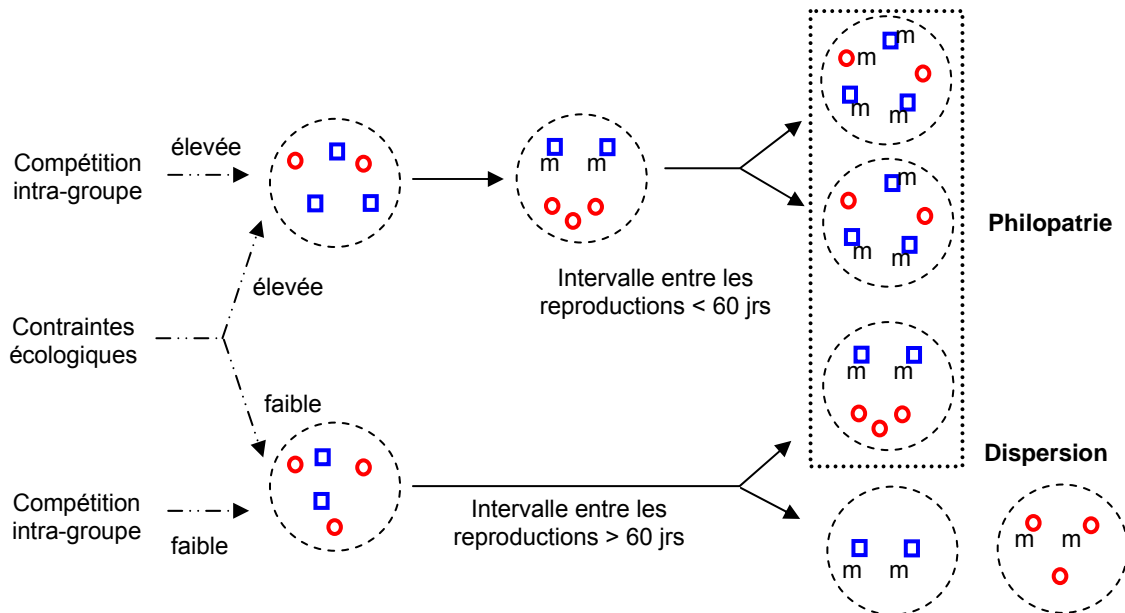 m
m
m
m
élevée
Compétition
intra-groupe
m m
m
m
m
Philopatrie
élevée
Intervalle entre les
reproductions < 60 jrs
Contraintes
écologiques
m m
faible
Dispersion
Compétition
intra-groupe
faible
Intervalle entre les
reproductions > 60 jrs
m m
m m